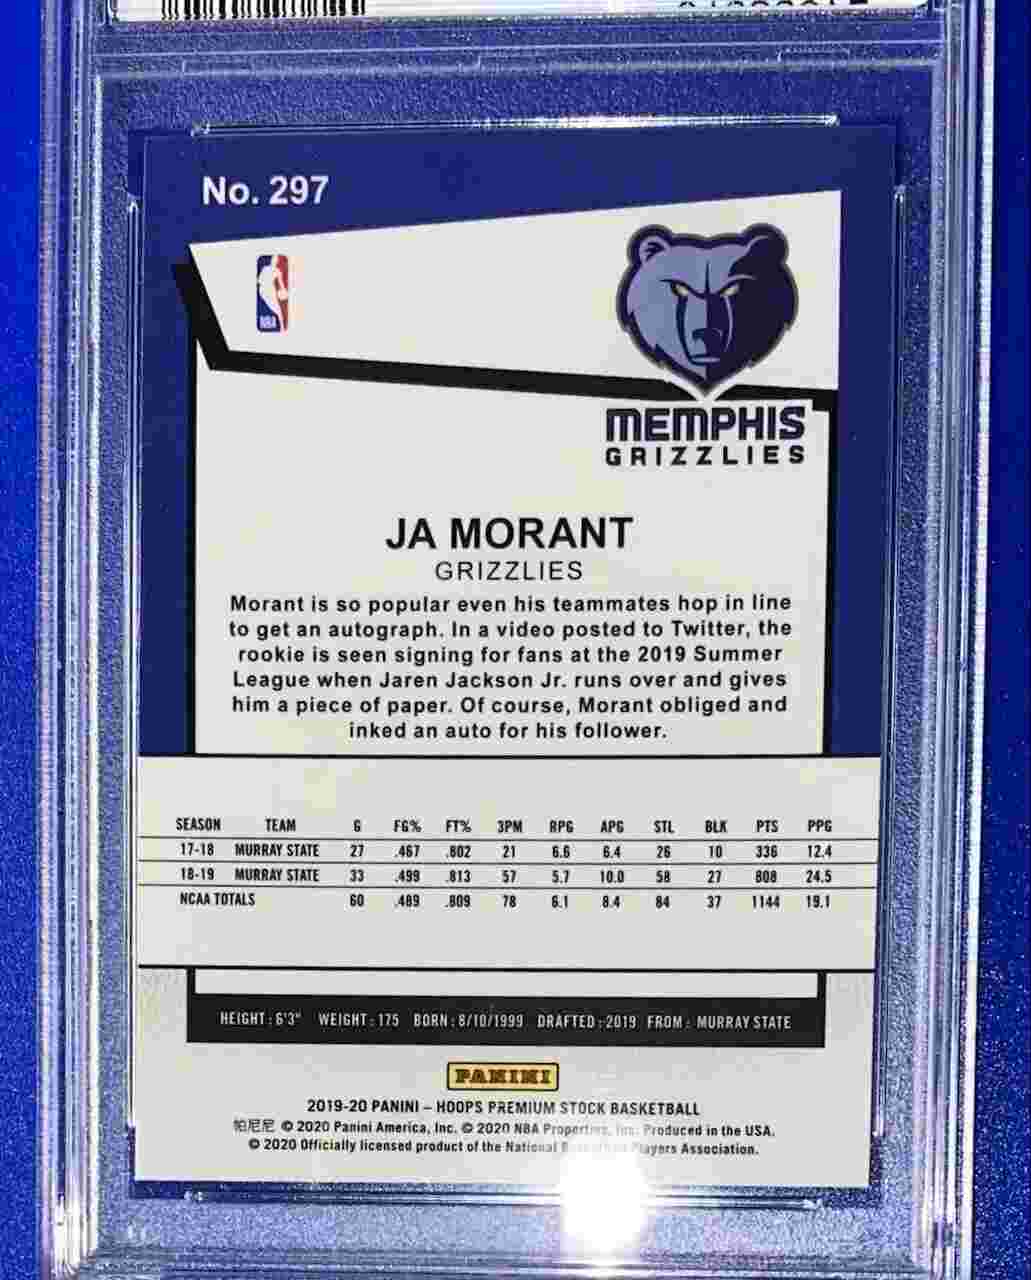 No. 297
NBA
MEMPHIS
GRIZZLIES
JA MORANT
GRIZZLIES
Morant is so popular even his teammates hop in line
to get an autograph. In a video posted to Twitter, the
rookie is seen signing for fans at the 2019 Summer
League when Jaren Jackson Jr. runs over and gives
him a piece of paper. Of course, Morant obliged and
inked an auto for his follower.
SEASON TEAM G FG% FT% 3PM RPG APG STL BLK PTS PPG
17-18 MURRAY STATE 27 .467 .802 21 6.6 6.4 26 10 336 12.4
18-19 MURRAY STATE 33 .499 .813 57 5.7 10.0 58 27 808 24.5
NCAA TOTALS 60 .489 .809 78 6.1 8.4 84 37 1144 19.1
HEIGHT: 6'3" WEIGHT: 175 BORN: 8/10/1999 DRAFTED: 2019 FROM: MURRAY STATE
PANINI
2019-20 PANINI – HOOPS PREMIUM STOCK BASKETBALL
帕尼尼 © 2020 Panini America, Inc. © 2020 NBA Properties, Inc. Produced in the USA.
© 2020 Officially licensed product of the National Players Association.